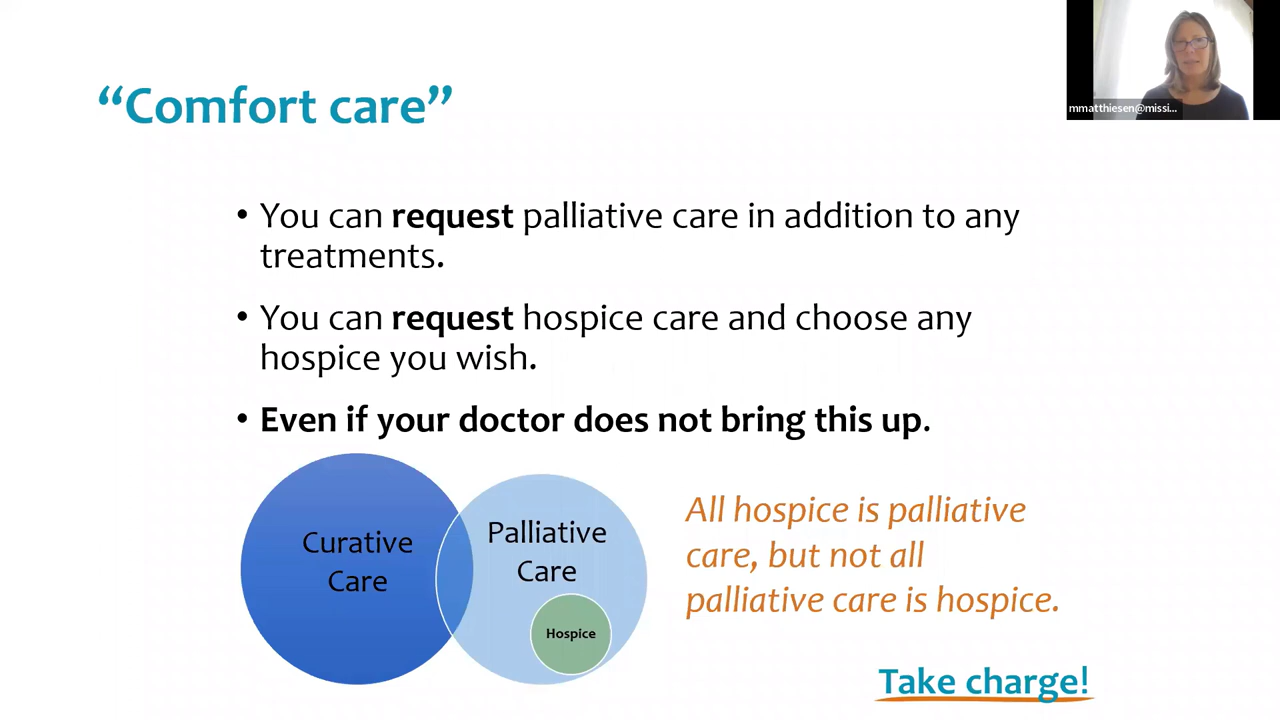 mmatthiesen@missi...
“Comfort care”
• You can request palliative care in addition to any
treatments.
• You can request hospice care and choose any
hospice you wish.
• Even if your doctor does not bring this up.
Curative
Care
Palliative
Care
Hospice
All hospice is palliative
care, but not all
palliative care is hospice.
Take charge!